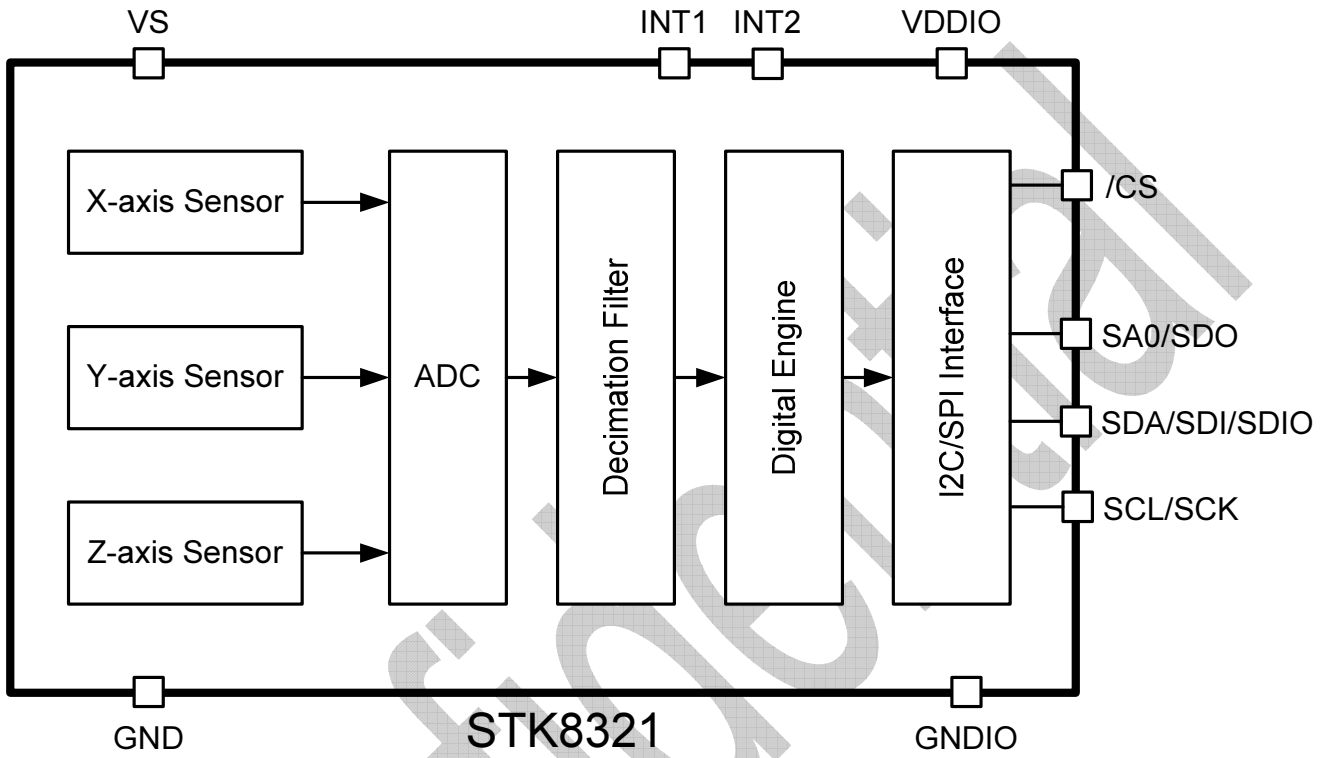 VS
INT1
INT2
VDDIO
X-axis Sensor
Y-axis Sensor
Z-axis Sensor
ADC
Decimation Filter
Digital Engine
I2C/SPI Interface
/CS
SA0/SDO
SDA/SDI/SDIO
SCL/SCK
GND
STK8321
GNDIO